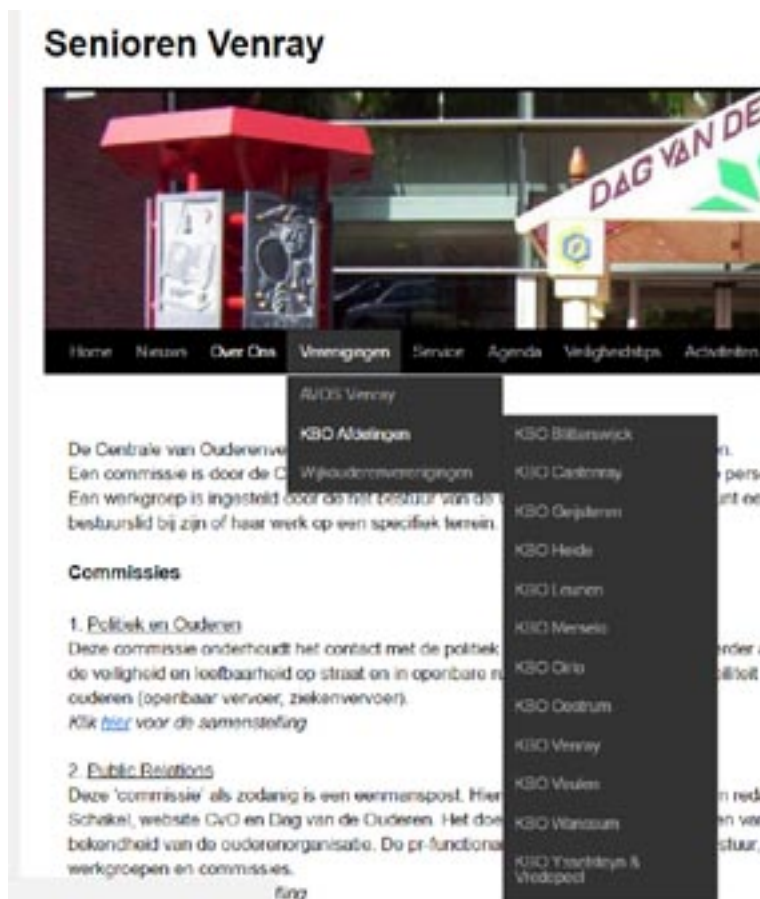 Senioren Venray
DAG VAN DE
Home Nieuws Over Ons Verenigingen Service Agenda Veiligheidstips Activiteiten
AVOS Venray
KBO Afdelingen
Wijkouderenverenigingen
KBO Blitterswijck
KBO Castenray
KBO Geijsteren
KBO Heide
KBO Leunen
KBO Merselo
KBO Oirlo
KBO Oostrum
KBO Venray
KBO Veulen
KBO Wanssum
KBO Ysselsteyn &
Vredepeel
De Centrale van Ouderenve
Een commissie is door de C
Een werkgroep is ingesteld door de het bestuur van de
bestuurslid bij zijn of haar werk op een specifiek terrein.
Commissies
1. Politiek en Ouderen
Deze commissie onderhoudt het contact met de politiek
de veiligheid en leefbaarheid op straat en in openbare
ouderen (openbaar vervoer, ziekenvervoer).
Klik hier voor de samenstelling
2. Public Relations
Deze 'commissie' als zodanig is een eenmanspost. Hier
Schakel, website CvO en Dag van de Ouderen. Het doe
bekendheid van de ouderenorganisatie. De pr-functiona
werkgroepen en commissies.